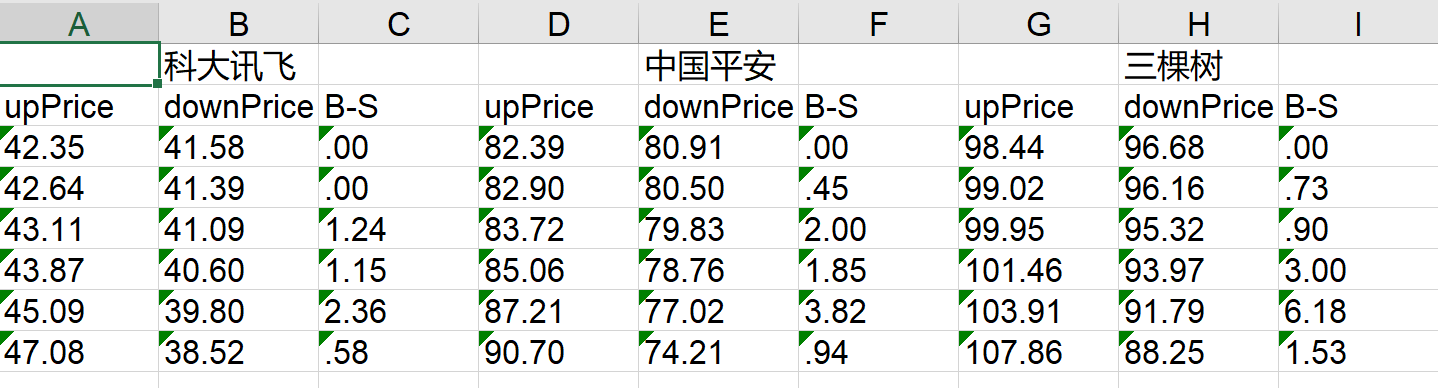 A B C D E F G H I
科大讯飞 中国平安 三棵树
upPrice downPrice B-S upPrice downPrice B-S upPrice downPrice B-S
42.35 41.58 .00 82.39 80.91 .00 98.44 96.68 .00
42.64 41.39 .00 82.90 80.50 .45 99.02 96.16 .73
43.11 41.09 1.24 83.72 79.83 2.00 99.95 95.32 .90
43.87 40.60 1.15 85.06 78.76 1.85 101.46 93.97 3.00
45.09 39.80 2.36 87.21 77.02 3.82 103.91 91.79 6.18
47.08 38.52 .58 90.70 74.21 .94 107.86 88.25 1.53